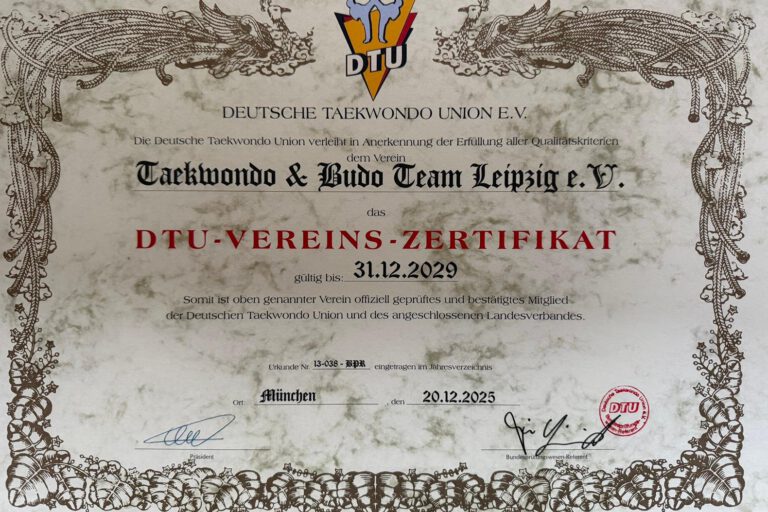 DTU
DEUTSCHE TAEKWONDO UNION E.V.
Die Deutsche Taekwondo Union verleiht in Anerkennung der Erfüllung aller Qualitätskriterien
dem Verein
Taekwondo & Budo Team Leipzig e.V.
das
DTU-VEREINS-ZERTIFIKAT
gültig bis: 31.12.2029
Somit ist oben genannter Verein offiziell geprüftes und bestätigtes Mitglied
der Deutschen Taekwondo Union und des angeschlossenen Landesverbandes.
Urkunde Nr. 13-038 - BPR eingetragen im Jahresverzeichnis
Ort München , den 20.12.2025
DTU
Präsident Bundesprüfungswesen-Referent